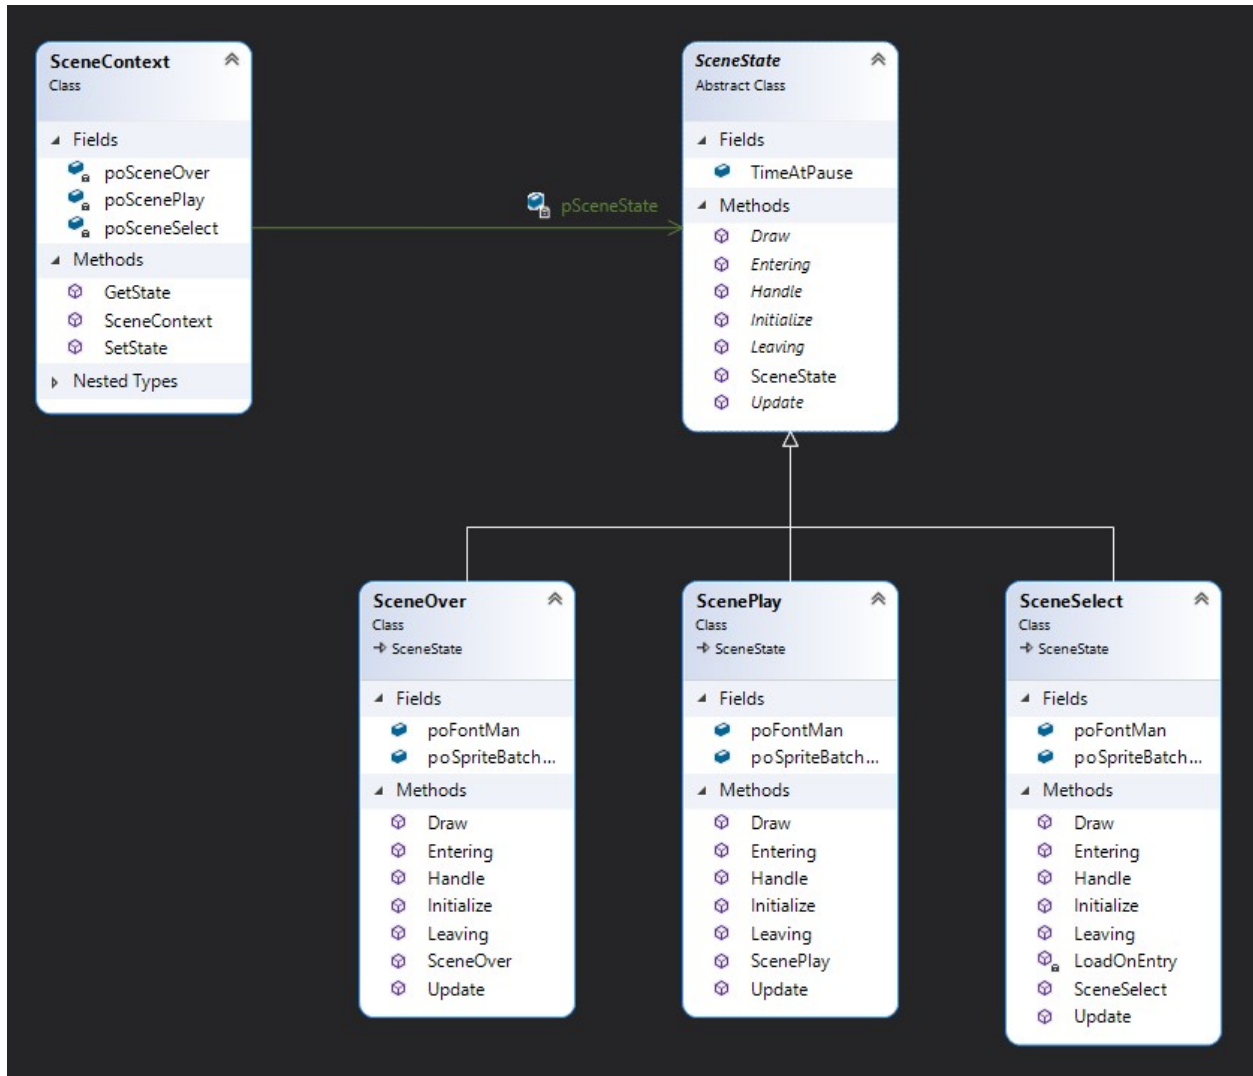 SceneContext
Class
Fields
poSceneOver
poScenePlay
poSceneSelect
Methods
GetState
SceneContext
SetState
Nested Types
pSceneState
SceneState
Abstract Class
Fields
TimeAtPause
Methods
Draw
Entering
Handle
Initialize
Leaving
SceneState
Update
SceneOver
Class
SceneState
Fields
poFontMan
poSpriteBatch...
Methods
Draw
Entering
Handle
Initialize
Leaving
SceneOver
Update
ScenePlay
Class
SceneState
Fields
poFontMan
poSpriteBatch...
Methods
Draw
Entering
Handle
Initialize
Leaving
ScenePlay
Update
SceneSelect
Class
SceneState
Fields
poFontMan
poSpriteBatch...
Methods
Draw
Entering
Handle
Initialize
Leaving
LoadOnEntry
SceneSelect
Update